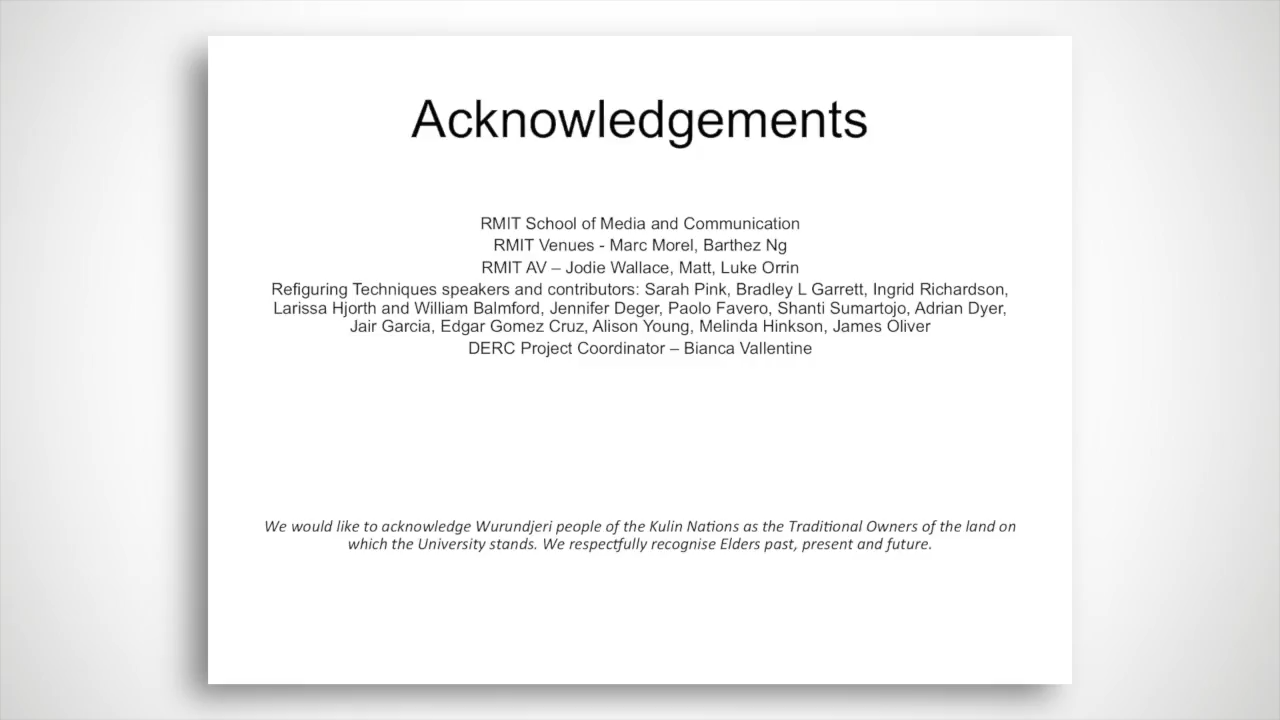 Acknowledgements
RMIT School of Media and Communication
RMIT Venues - Marc Morel, Barthez Ng
RMIT AV – Jodie Wallace, Matt, Luke Orrin
Refiguring Techniques speakers and contributors: Sarah Pink, Bradley L Garrett, Ingrid Richardson,
Larissa Hjorth and William Balmford, Jennifer Deger, Paolo Favero, Shanti Sumartojo, Adrian Dyer,
Jair Garcia, Edgar Gomez Cruz, Alison Young, Melinda Hinkson, James Oliver
DERC Project Coordinator – Bianca Vallentine
We would like to acknowledge Wurundjeri people of the Kulin Nations as the Traditional Owners of the land on
which the University stands. We respectfully recognise Elders past, present and future.